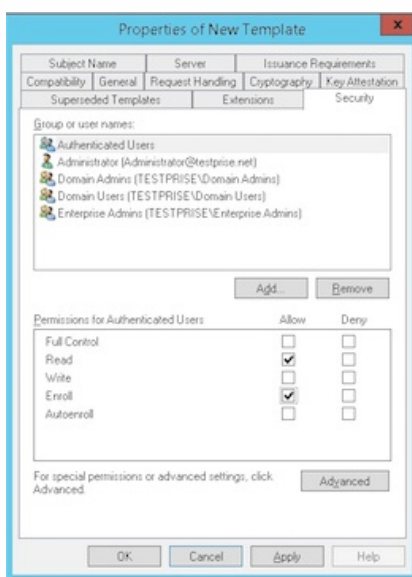 Properties of New Template
x
Subject Name Server Issuance Requirements
Compatibility General Request Handling Cryptography Key Attestation
Superseded Templates Extensions Security
Group or user names:
Authenticated Users
Administrator (Administrator@testprise.net)
Domain Admins (TESTPRISE\Domain Admins)
Domain Users (TESTPRISE\Domain Users)
Enterprise Admins (TESTPRISE\Enterprise Admins)
Add... Remove
Permissions for Authenticated Users Allow Deny
Full Control
Read
Write
Enroll
Autoenroll
For special permissions or advanced settings, click
Advanced.
Advanced
OK Cancel Apply Help